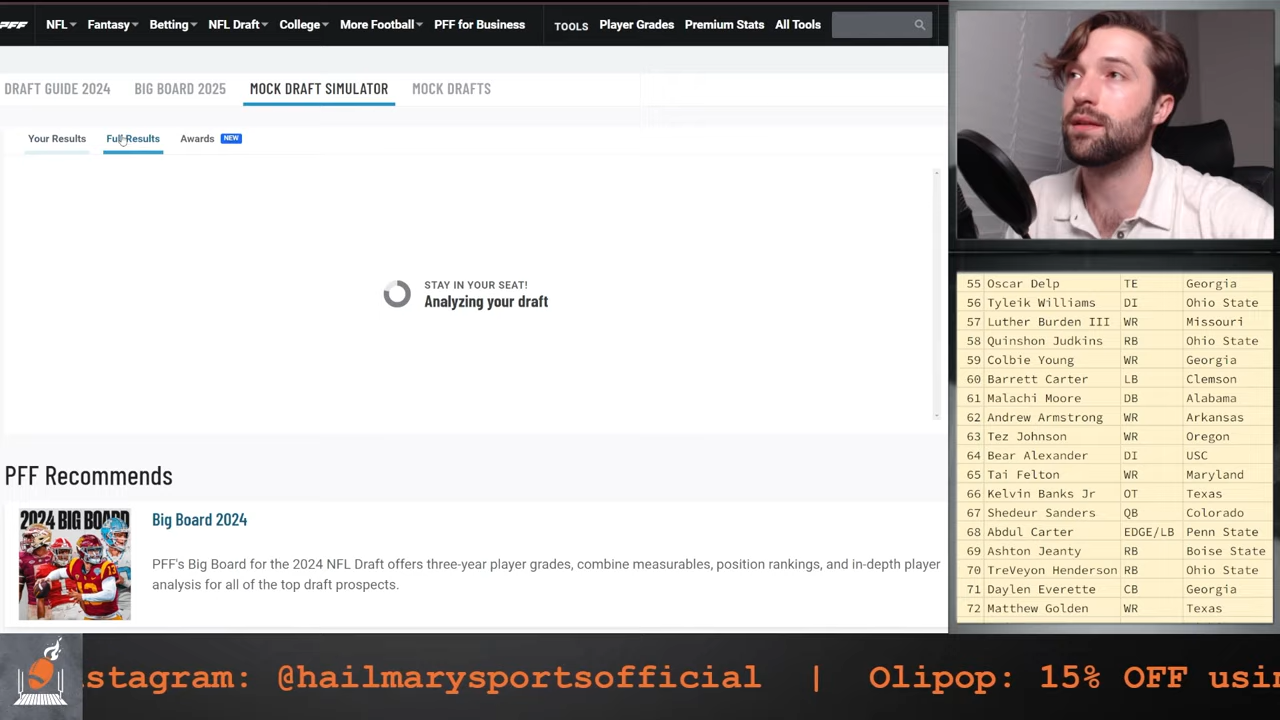 PFF NFL Fantasy Betting NFL Draft College More Football PFF for Business TOOLS Player Grades Premium Stats All Tools
DRAFT GUIDE 2024 BIG BOARD 2025 MOCK DRAFT SIMULATOR MOCK DRAFTS
Your Results Full Results Awards NEW
STAY IN YOUR SEAT!
Analyzing your draft
PFF Recommends
2024 BIG BOARD
Big Board 2024
PFF's Big Board for the 2024 NFL Draft offers three-year player grades, combine measurables, position rankings, and in-depth player
analysis for all of the top draft prospects.
55 Oscar Delp TE Georgia
56 Tyleik Williams DI Ohio State
57 Luther Burden III WR Missouri
58 Quinshon Judkins RB Ohio State
59 Colbie Young WR Georgia
60 Barrett Carter LB Clemson
61 Malachi Moore DB Alabama
62 Andrew Armstrong WR Arkansas
63 Tez Johnson WR Oregon
64 Bear Alexander DI USC
65 Tai Felton WR Maryland
66 Kelvin Banks Jr OT Texas
67 Shedeur Sanders QB Colorado
68 Abdul Carter EDGE/LB Penn State
69 Ashton Jeanty RB Boise State
70 TreVeyon Henderson RB Ohio State
71 Daylen Everette CB Georgia
72 Matthew Golden WR Texas
stagram: @hailmarysportsofficial | Olipop: 15% OFF usin